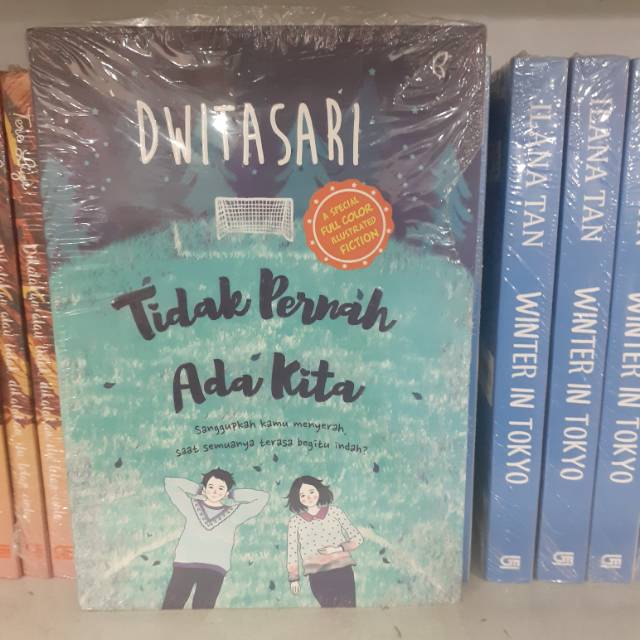 DWITASARI
A SPECIAL
FULL COLOR
ILLUSTRATED
FICTION
Tidak Pernah
Ada Kita
Sanggupkah kamu menyerah
saat semuanya terasa begitu indah?
ILANA TAN
WINTER IN TOKYO
ILANA TAN
WINTER IN TOKYO
WINTER IN TOKYO